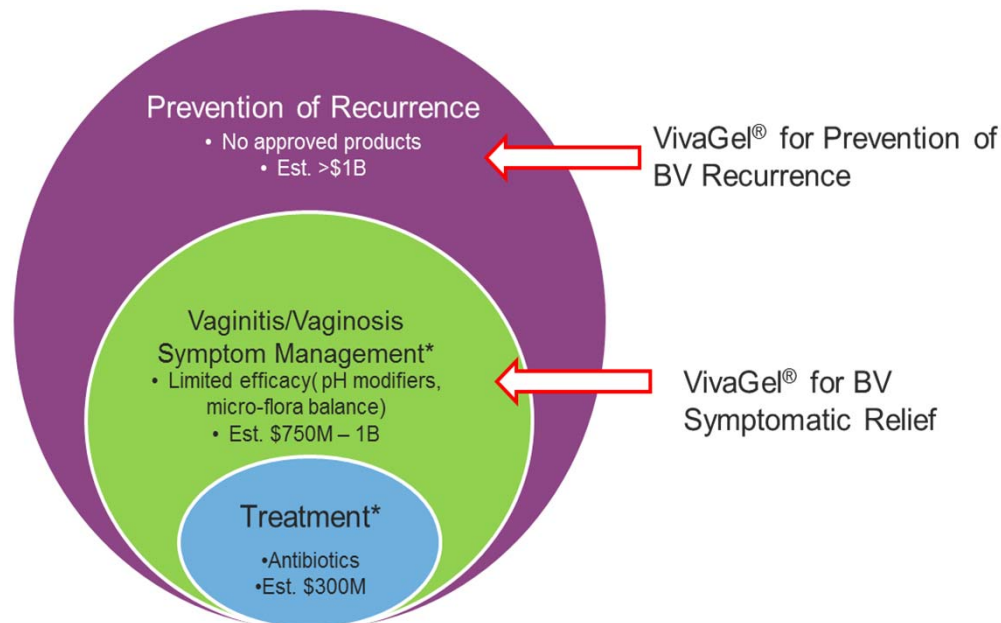 Prevention of Recurrence
• No approved products
• Est. >$1B
VivaGel® for Prevention of
BV Recurrence
Vaginitis/Vaginosis
Symptom Management*
• Limited efficacy( pH modifiers,
micro-flora balance)
• Est. $750M – 1B
VivaGel® for BV
Symptomatic Relief
Treatment*
•Antibiotics
•Est. $300M